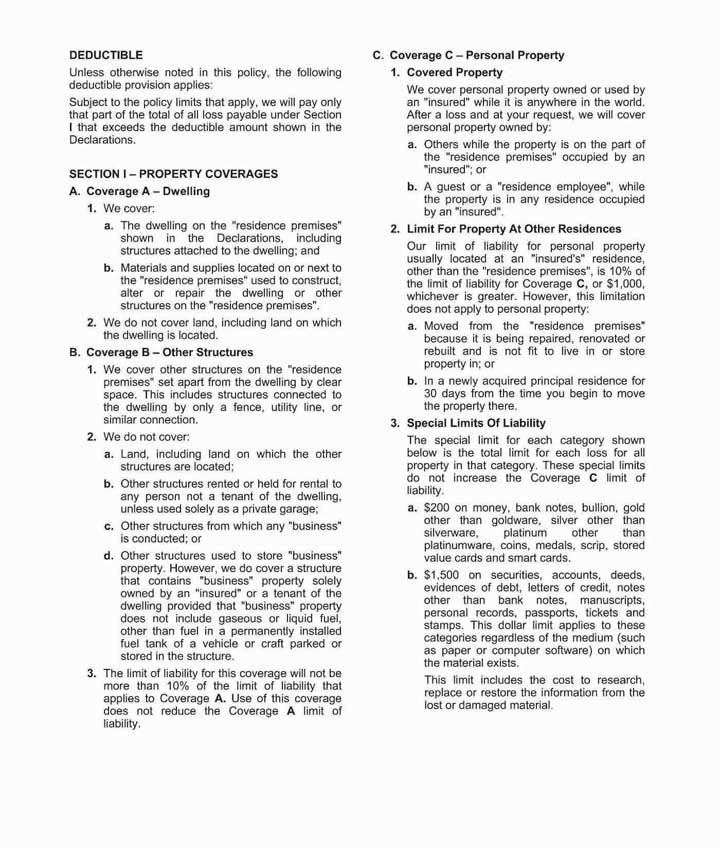 DEDUCTIBLE
Unless otherwise noted in this policy, the following
deductible provision applies:
Subject to the policy limits that apply, we will pay only
that part of the total of all loss payable under Section
I that exceeds the deductible amount shown in the
Declarations.
SECTION I – PROPERTY COVERAGES
A. Coverage A – Dwelling
1. We cover:
a. The dwelling on the "residence premises"
shown in the Declarations, including
structures attached to the dwelling; and
b. Materials and supplies located on or next to
the "residence premises" used to construct,
alter or repair the dwelling or other
structures on the "residence premises".
2. We do not cover land, including land on which
the dwelling is located.
B. Coverage B – Other Structures
1. We cover other structures on the "residence
premises" set apart from the dwelling by clear
space. This includes structures connected to
the dwelling by only a fence, utility line, or
similar connection.
2. We do not cover:
a. Land, including land on which the other
structures are located;
b. Other structures rented or held for rental to
any person not a tenant of the dwelling,
unless used solely as a private garage;
c. Other structures from which any "business"
is conducted; or
d. Other structures used to store "business"
property. However, we do cover a structure
that contains "business" property solely
owned by an "insured" or a tenant of the
dwelling provided that "business" property
does not include gaseous or liquid fuel,
other than fuel in a permanently installed
fuel tank of a vehicle or craft parked or
stored in the structure.
3. The limit of liability for this coverage will not be
more than 10% of the limit of liability that
applies to Coverage A. Use of this coverage
does not reduce the Coverage A limit of
liability.
C. Coverage C – Personal Property
1. Covered Property
We cover personal property owned or used by
an "insured" while it is anywhere in the world.
After a loss and at your request, we will cover
personal property owned by:
a. Others while the property is on the part of
the "residence premises" occupied by an
"insured"; or
b. A guest or a "residence employee", while
the property is in any residence occupied
by an "insured".
2. Limit For Property At Other Residences
Our limit of liability for personal property
usually located at an "insured's" residence,
other than the "residence premises", is 10% of
the limit of liability for Coverage C, or $1,000,
whichever is greater. However, this limitation
does not apply to personal property:
a. Moved from the "residence premises"
because it is being repaired, renovated or
rebuilt and is not fit to live in or store
property in; or
b. In a newly acquired principal residence for
30 days from the time you begin to move
the property there.
3. Special Limits Of Liability
The special limit for each category shown
below is the total limit for each loss for all
property in that category. These special limits
do not increase the Coverage C limit of
liability.
a. $200 on money, bank notes, bullion, gold
other than goldware, silver other than
silverware, platinum other than
platinumware, coins, medals, scrip, stored
value cards and smart cards.
b. $1,500 on securities, accounts, deeds,
evidences of debt, letters of credit, notes
other than bank notes, manuscripts,
personal records, passports, tickets and
stamps. This dollar limit applies to these
categories regardless of the medium (such
as paper or computer software) on which
the material exists.
This limit includes the cost to research,
replace or restore the information from the
lost or damaged material.